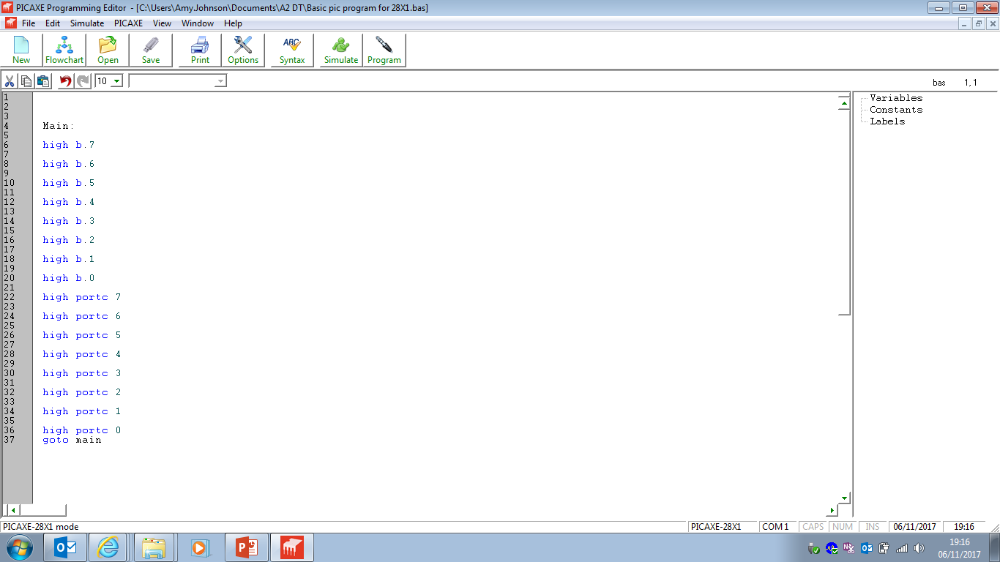 PICAXE Programming Editor - [C:\Users\AmyJohnson\Documents\A2 DT\Basic pic program for 28X1.bas]
File Edit Simulate PICAXE View Window Help
New Flowchart Open Save Print Options Syntax Simulate Program
10
bas 1,1
1
2
3
4 Main:
5
6 high b.7
7
8 high b.6
9
10 high b.5
11
12 high b.4
13
14 high b.3
15
16 high b.2
17
18 high b.1
19
20 high b.0
21
22 high portc 7
23
24 high portc 6
25
26 high portc 5
27
28 high portc 4
29
30 high portc 3
31
32 high portc 2
33
34 high portc 1
35
36 high portc 0
37 goto main
Variables
Constants
Labels
PICAXE-28X1 mode PICAXE-28X1 COM 1 CAPS NUM INS 06/11/2017 19:16
19:16
06/11/2017